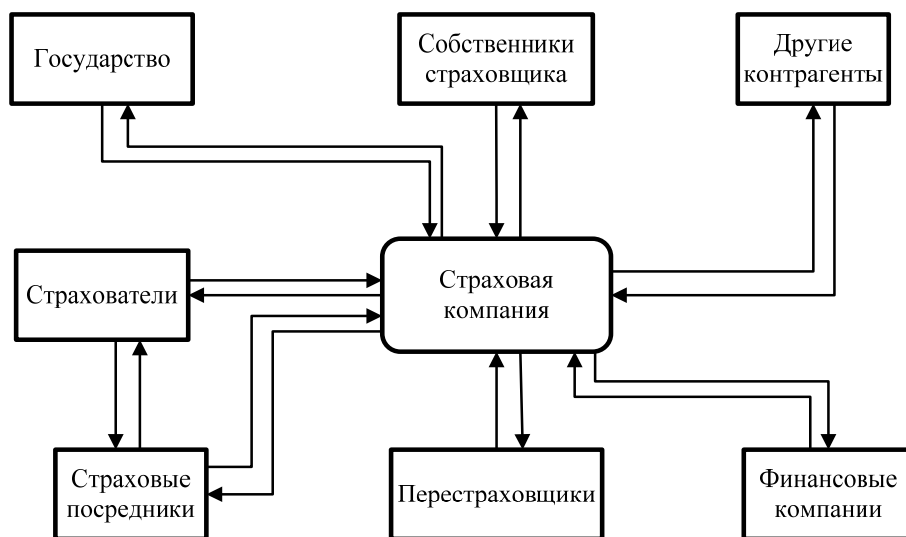 Государство
Собственники
страховщика
Другие
контрагенты
Страхователи
Страховая
компания
Страховые
посредники
Перестраховщики
Финансовые
компании